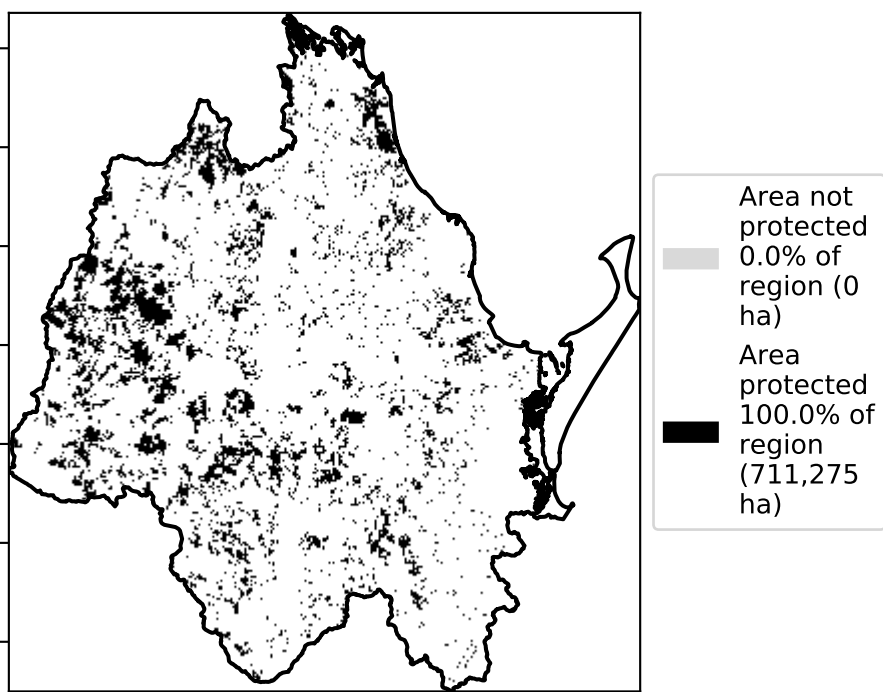 Area not
protected
0.0% of
region (0
ha)
Area
protected
100.0% of
region
(711,275
ha)